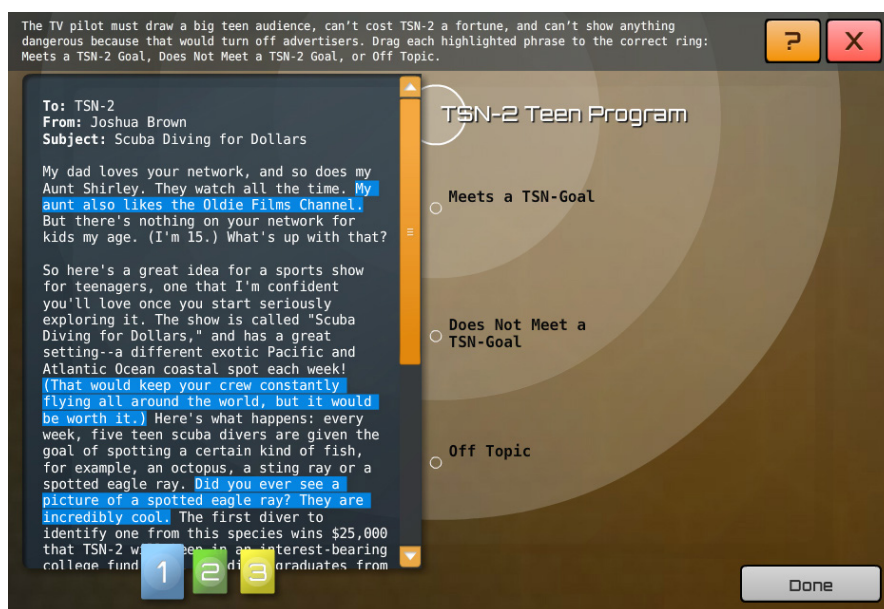 The TV pilot must draw a big teen audience, can't cost TSN-2 a fortune, and can't show anything
dangerous because that would turn off advertisers. Drag each highlighted phrase to the correct ring:
Meets a TSN-2 Goal, Does Not Meet a TSN-2 Goal, or Off Topic.
?
X
To: TSN-2
From: Joshua Brown
Subject: Scuba Diving for Dollars
My dad loves your network, and so does my
Aunt Shirley. They watch all the time. My
aunt also likes the Oldie Films Channel.
But there's nothing on your network for
kids my age. (I'm 15.) What's up with that?
So here's a great idea for a sports show
for teenagers, one that I'm confident
you'll love once you start seriously
exploring it. The show is called "Scuba
Diving for Dollars," and has a great
setting--a different exotic Pacific and
Atlantic Ocean coastal spot each week!
(That would keep your crew constantly
flying all around the world, but it would
be worth it.) Here's what happens: every
week, five teen scuba divers are given the
goal of spotting a certain kind of fish,
for example, an octopus, a sting ray or a
spotted eagle ray. Did you ever see a
picture of a spotted eagle ray? They are
incredibly cool. The first diver to
identify one from this species wins $25,000
that TSN-2 interest-bearing
college fund graduates from
1
2
3
TSN-2 Teen Program
Meets a TSN-Goal
Does Not Meet a
TSN-Goal
Off Topic
Done